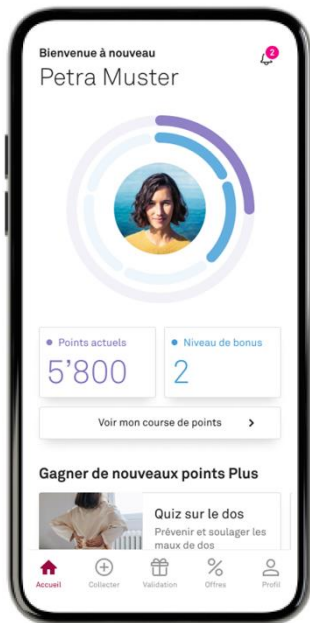 Bienvenue à nouveau
2
Petra Muster
Points actuels
5'800
Niveau de bonus
2
Voir mon course de points
Gagner de nouveaux points Plus
Quiz sur le dos
Prévenir et soulager les
maux de dos
Accueil
Collecter
Validation
Offres
Profil